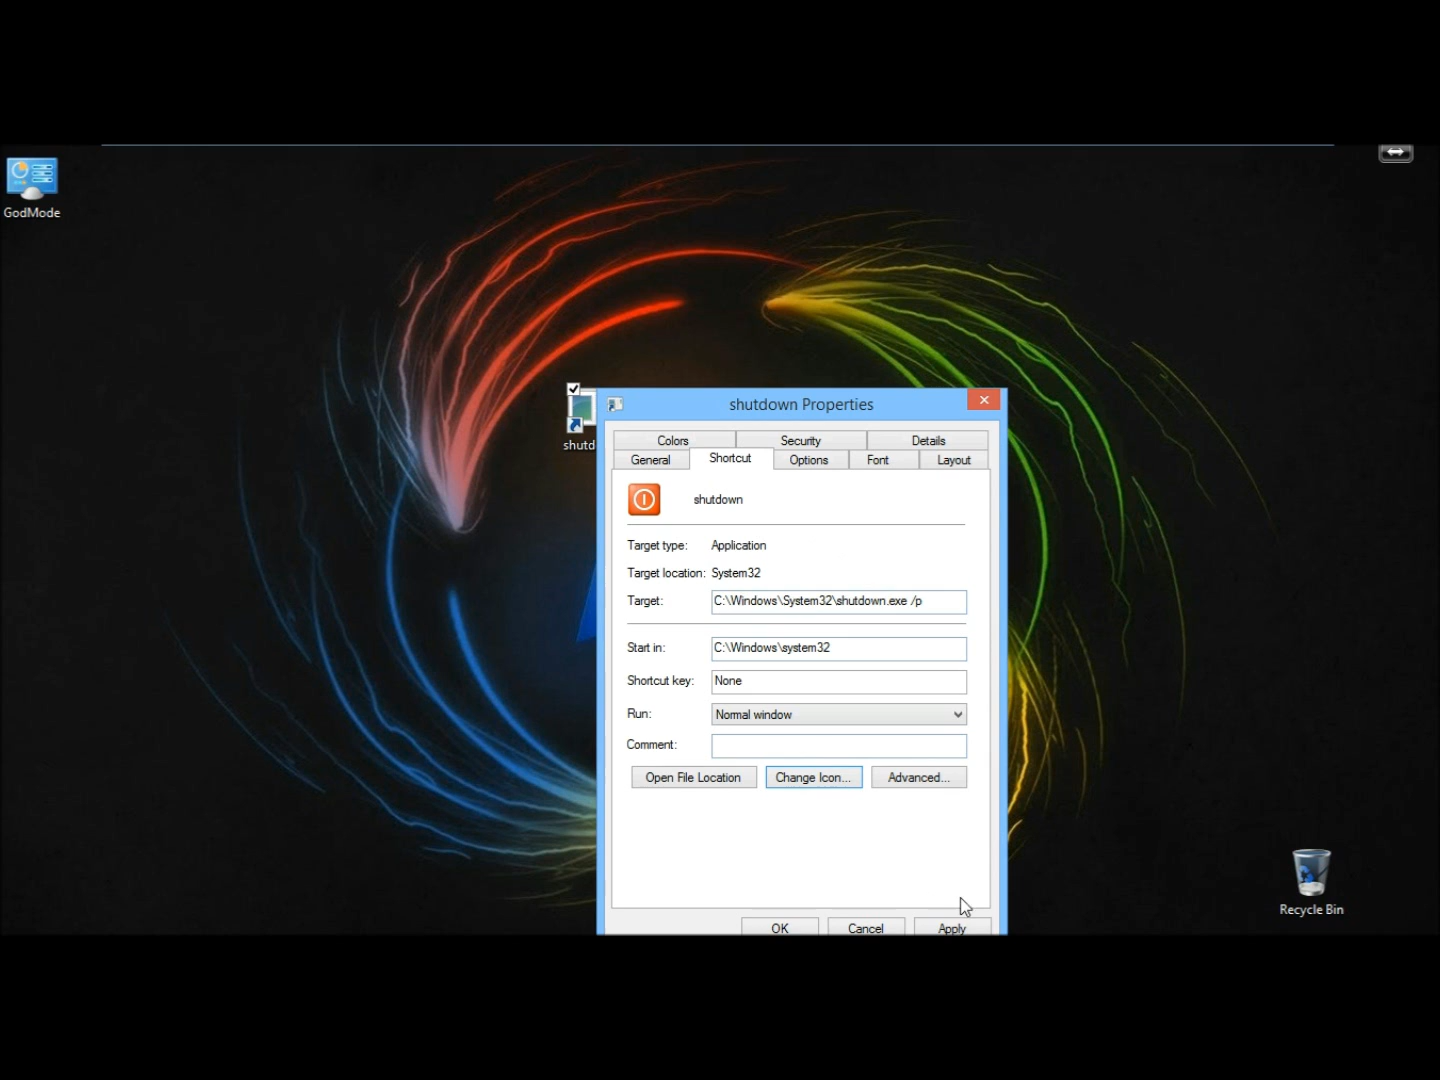 GodMode
shutd
shutdown Properties
Colors Security Details
General Shortcut Options Font Layout
shutdown
Target type: Application
Target location: System32
Target: C:\Windows\System32\shutdown.exe /p
Start in: C:\Windows\system32
Shortcut key: None
Run: Normal window
Comment:
Open File Location Change Icon... Advanced...
OK Cancel Apply
Recycle Bin